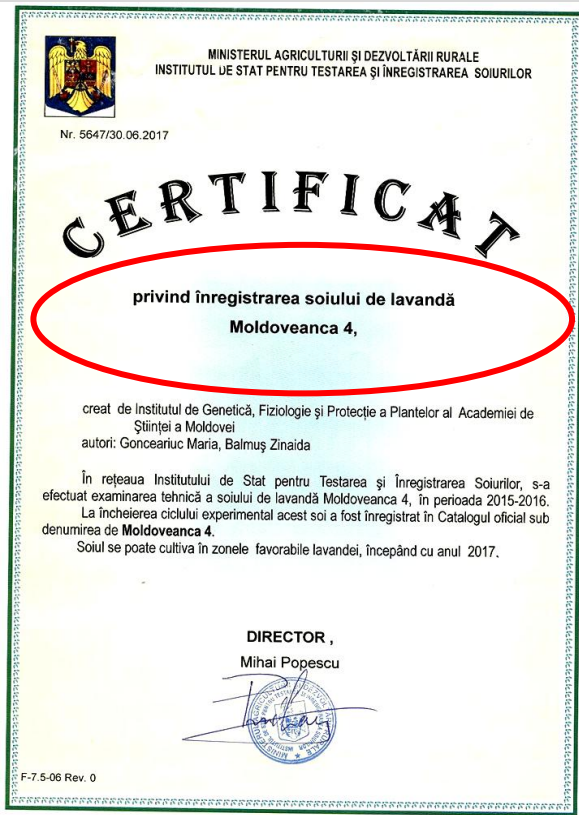 MINISTERUL AGRICULTURII ŞI DEZVOLTĂRII RURALE
INSTITUTUL DE STAT PENTRU TESTAREA ŞI ÎNREGISTRAREA SOIURILOR
Nr. 5647/30.06.2017
CERTIFICAT
privind înregistrarea soiului de lavandă
Moldoveanca 4,
creat de Institutul de Genetică, Fiziologie şi Protecţie a Plantelor al Academiei de
Ştiinţei a Moldovei
autori: Gonceariuc Maria, Balmuş Zinaida
În reţeaua Institutului de Stat pentru Testarea şi Înregistrarea Soiurilor, s-a
efectuat examinarea tehnică a soiului de lavandă Moldoveanca 4, în perioada 2015-2016.
La încheierea ciclului experimental acest soi a fost înregistrat în Catalogul oficial sub
denumirea de Moldoveanca 4.
Soiul se poate cultiva în zonele favorabile lavandei, începând cu anul 2017.
DIRECTOR ,
Mihai Popescu
F-7.5-06 Rev. 0